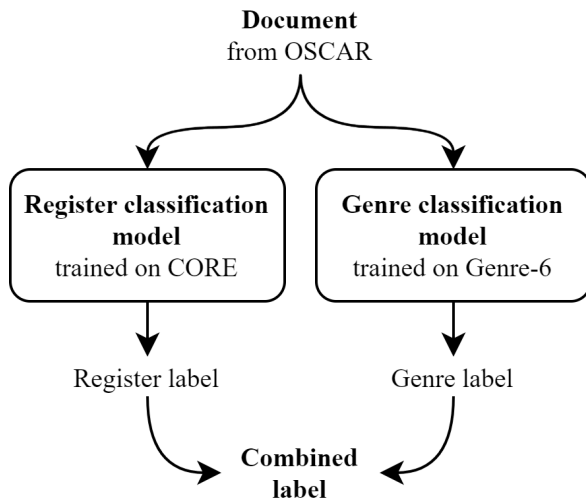 Document
from OSCAR
Register classification
model
trained on CORE
Genre classification
model
trained on Genre-6
Register label
Genre label
Combined
label